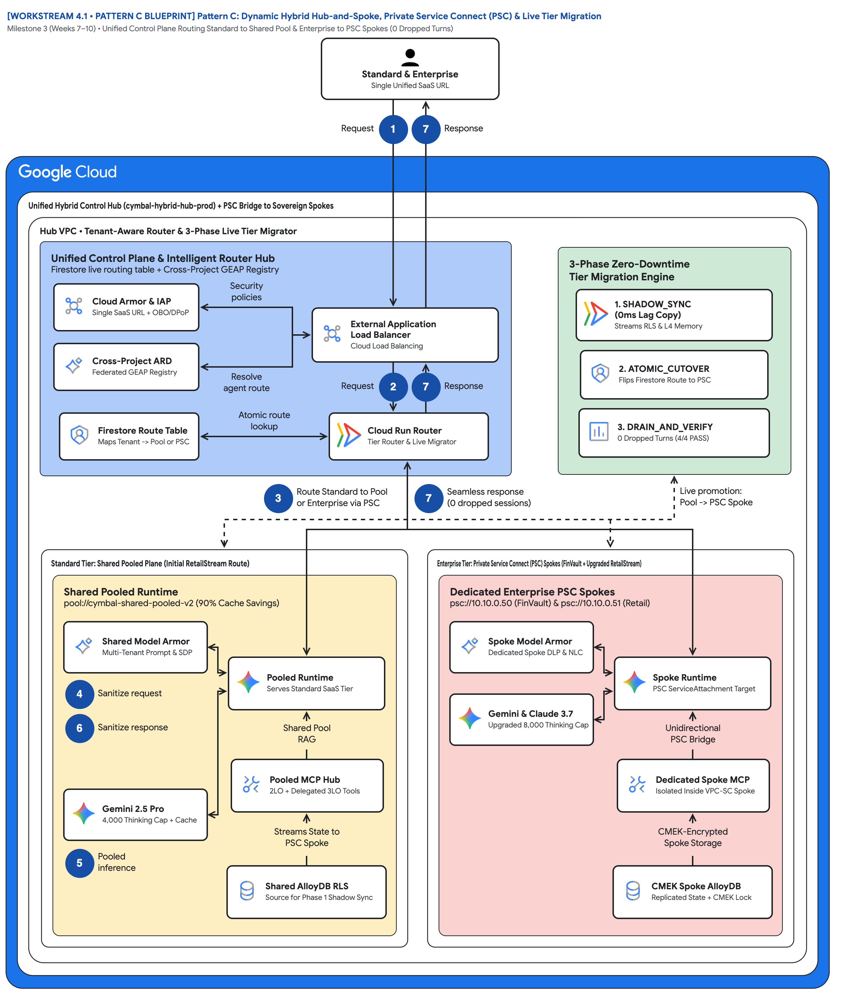 [WORKSTREAM 4.1 • PATTERN C BLUEPRINT] Pattern C: Dynamic Hybrid Hub-and-Spoke, Private Service Connect (PSC) & Live Tier Migration
Milestone 3 (Weeks 7–10) • Unified Control Plane Routing Standard to Shared Pool & Enterprise to PSC Spokes (0 Dropped Turns)
Standard & Enterprise
Single Unified SaaS URL
Request
1
7
Response
Google Cloud
Unified Hybrid Control Hub (cymbal-hybrid-hub-prod) + PSC Bridge to Sovereign Spokes
Hub VPC • Tenant-Aware Router & 3-Phase Live Tier Migrator
Unified Control Plane & Intelligent Router Hub
Firestore live routing table + Cross-Project GEAP Registry
Cloud Armor & IAP
Single SaaS URL + OBO/DPoP
Security
policies
Cross-Project ARD
Federated GEAP Registry
Resolve
agent route
External Application
Load Balancer
Cloud Load Balancing
Request
2
7
Response
Firestore Route Table
Maps Tenant -> Pool or PSC
Atomic route
lookup
Cloud Run Router
Tier Router & Live Migrator
3-Phase Zero-Downtime
Tier Migration Engine
1. SHADOW_SYNC
(0ms Lag Copy)
Streams RLS & L4 Memory
2. ATOMIC_CUTOVER
Flips Firestore Route to PSC
3. DRAIN_AND_VERIFY
0 Dropped Turns (4/4 PASS)
3
Route Standard to Pool
or Enterprise via PSC
7
Seamless response
(0 dropped sessions)
Live promotion:
Pool -> PSC Spoke
Standard Tier: Shared Pooled Plane (Initial RetailStream Route)
Shared Pooled Runtime
pool://cymbal-shared-pooled-v2 (90% Cache Savings)
Shared Model Armor
Multi-Tenant Prompt & SDP
4
Sanitize request
6
Sanitize response
Pooled Runtime
Serves Standard SaaS Tier
Shared Pool
RAG
Pooled MCP Hub
2LO + Delegated 3LO Tools
Gemini 2.5 Pro
4,000 Thinking Cap + Cache
5
Pooled
inference
Streams State to
PSC Spoke
Shared AlloyDB RLS
Source for Phase 1 Shadow Sync
Enterprise Tier: Private Service Connect (PSC) Spokes (FinVault + Upgraded RetailStream)
Dedicated Enterprise PSC Spokes
psc://10.10.0.50 (FinVault) & psc://10.10.0.51 (Retail)
Spoke Model Armor
Dedicated Spoke DLP & NLC
Gemini & Claude 3.7
Upgraded 8,000 Thinking Cap
Spoke Runtime
PSC ServiceAttachment Target
Unidirectional
PSC Bridge
Dedicated Spoke MCP
Isolated Inside VPC-SC Spoke
CMEK-Encrypted
Spoke Storage
CMEK Spoke AlloyDB
Replicated State + CMEK Lock